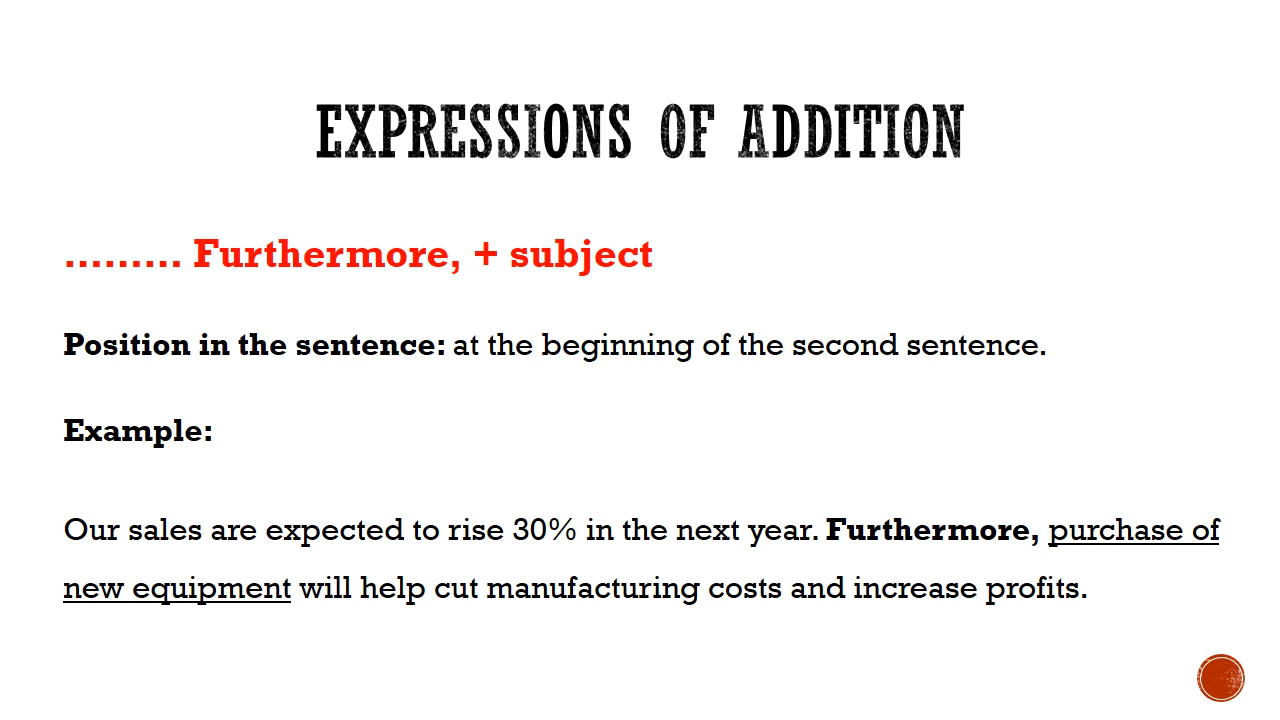 EXPRESSIONS OF ADDITION
......... Furthermore, + subject
Position in the sentence: at the beginning of the second sentence.
Example:
Our sales are expected to rise 30% in the next year. Furthermore, purchase of
new equipment will help cut manufacturing costs and increase profits.